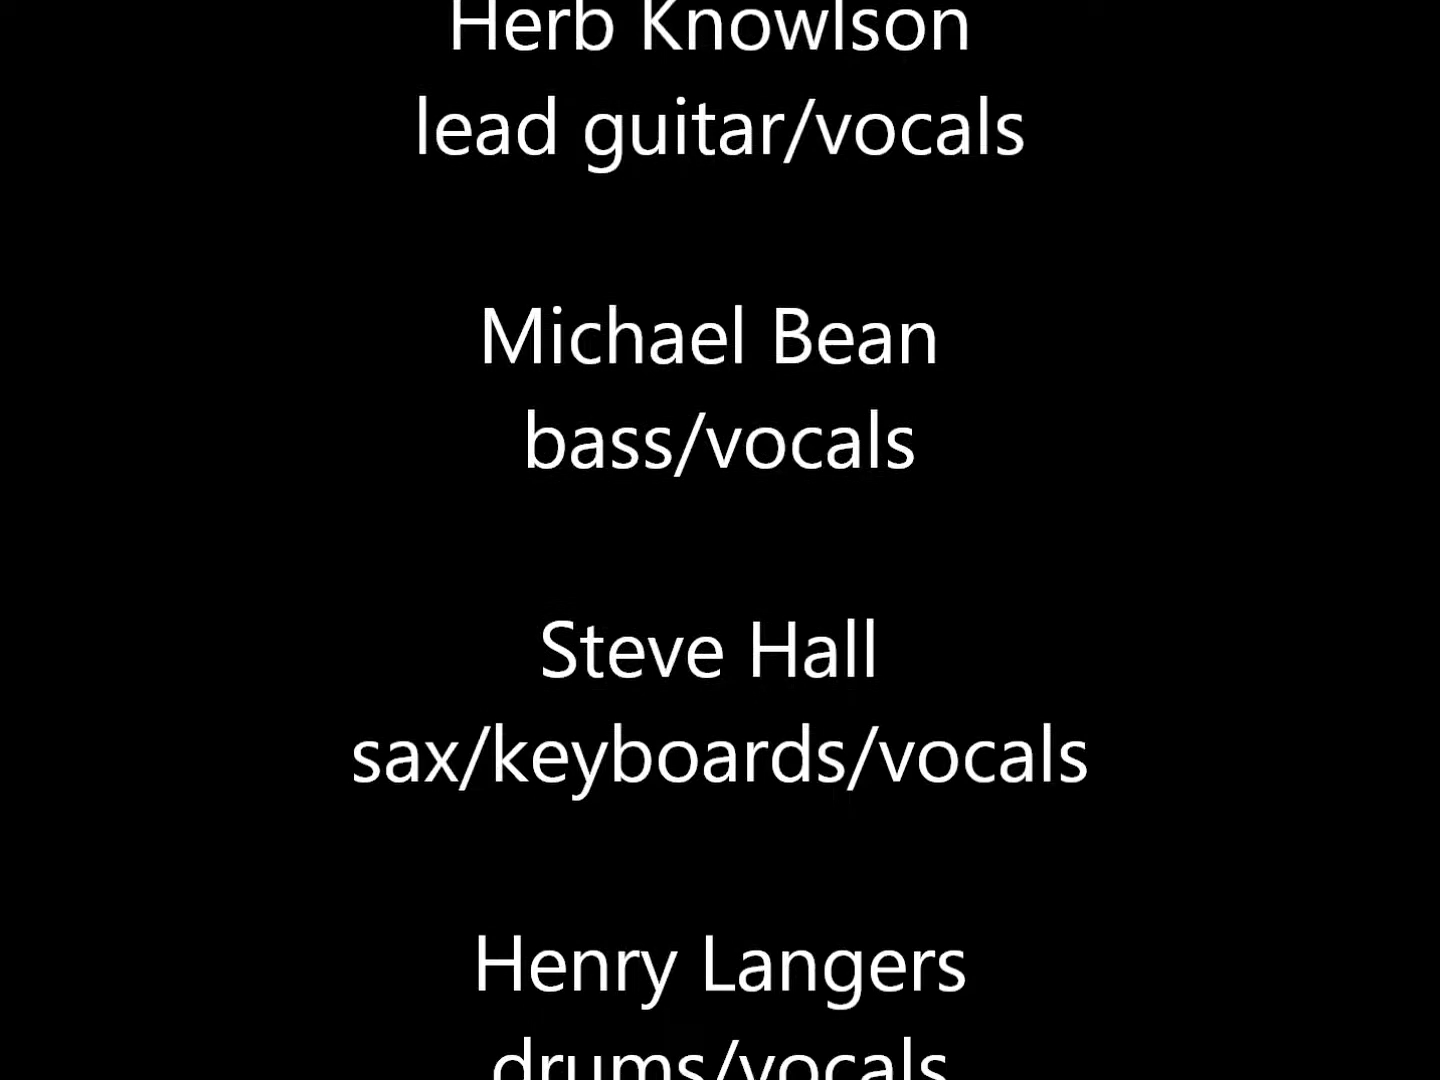 Herb Knowlson
lead guitar/vocals
Michael Bean
bass/vocals
Steve Hall
sax/keyboards/vocals
Henry Langers
drums/vocals